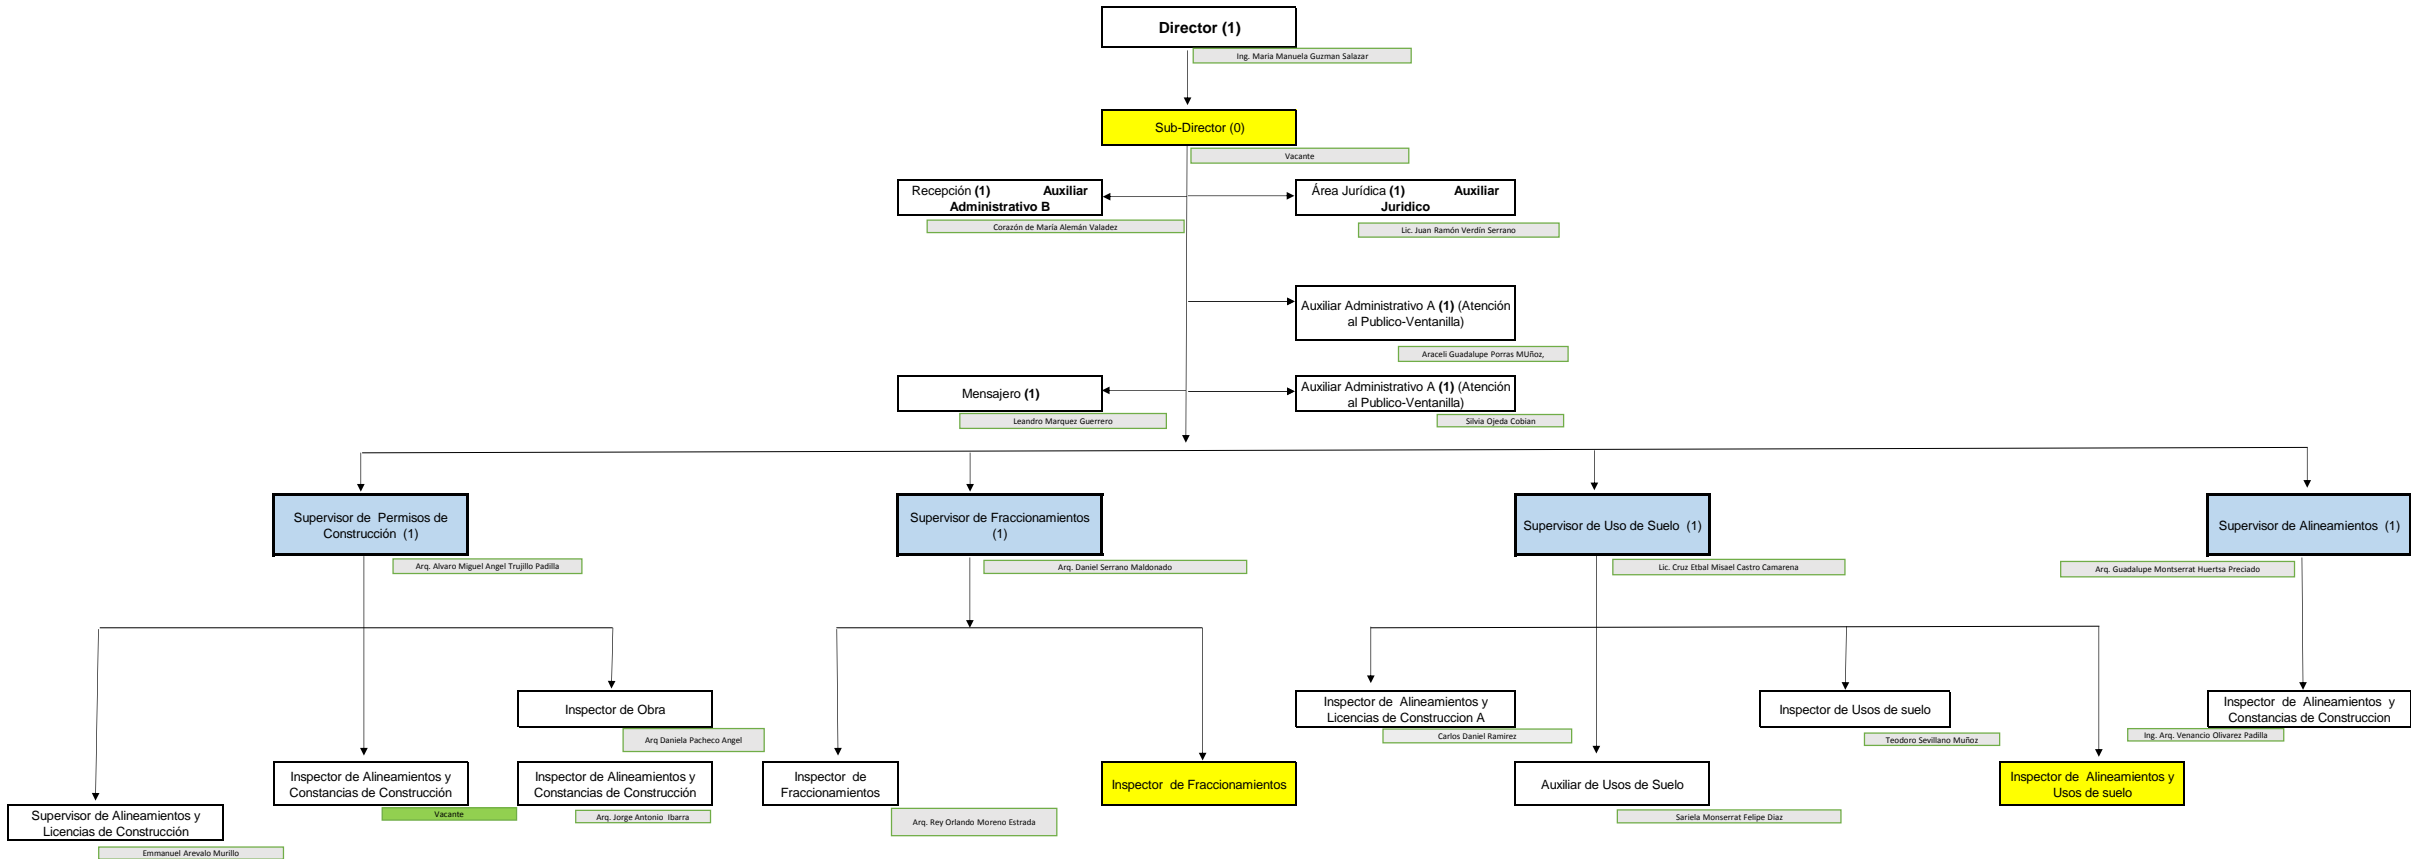 Director (1)
Ing. Maria Manuela Guzman Salazar
Sub-Director (0)
Vacante
Recepción (1) Auxiliar
Administrativo B
Corazón de María Alemán Valadez
Área Jurídica (1) Auxiliar
Juridico
Lic. Juan Ramón Verdín Serrano
Auxiliar Administrativo A (1) (Atención
al Publico-Ventanilla)
Araceli Guadalupe Porras MUñoz,
Mensajero (1)
Leandro Marquez Guerrero
Auxiliar Administrativo A (1) (Atención
al Publico-Ventanilla)
Silvia Ojeda Cobian
Supervisor de Permisos de
Construcción (1)
Arq. Alvaro Miguel Angel Trujillo Padilla
Supervisor de Fraccionamientos
(1)
Arq. Daniel Serrano Maldonado
Supervisor de Uso de Suelo (1)
Lic. Cruz Etbal Misael Castro Camarena
Supervisor de Alineamientos (1)
Arq. Guadalupe Montserrat Huertsa Preciado
Inspector de Obra
Arq Daniela Pacheco Angel
Inspector de Alineamientos y
Licencias de Construccion A
Carlos Daniel Ramirez
Inspector de Usos de suelo
Teodoro Sevillano Muñoz
Inspector de Alineamientos y
Constancias de Construccion
Ing. Arq. Venancio Olivarez Padilla
Inspector de Alineamientos y
Constancias de Construcción
Vacante
Inspector de Alineamientos y
Constancias de Construcción
Arq. Jorge Antonio Ibarra
Inspector de
Fraccionamientos
Arq. Rey Orlando Moreno Estrada
Inspector de Fraccionamientos
Auxiliar de Usos de Suelo
Sariela Monserrat Felipe Diaz
Inspector de Alineamientos y
Usos de suelo
Supervisor de Alineamientos y
Licencias de Construcción
Emmanuel Arevalo Murillo